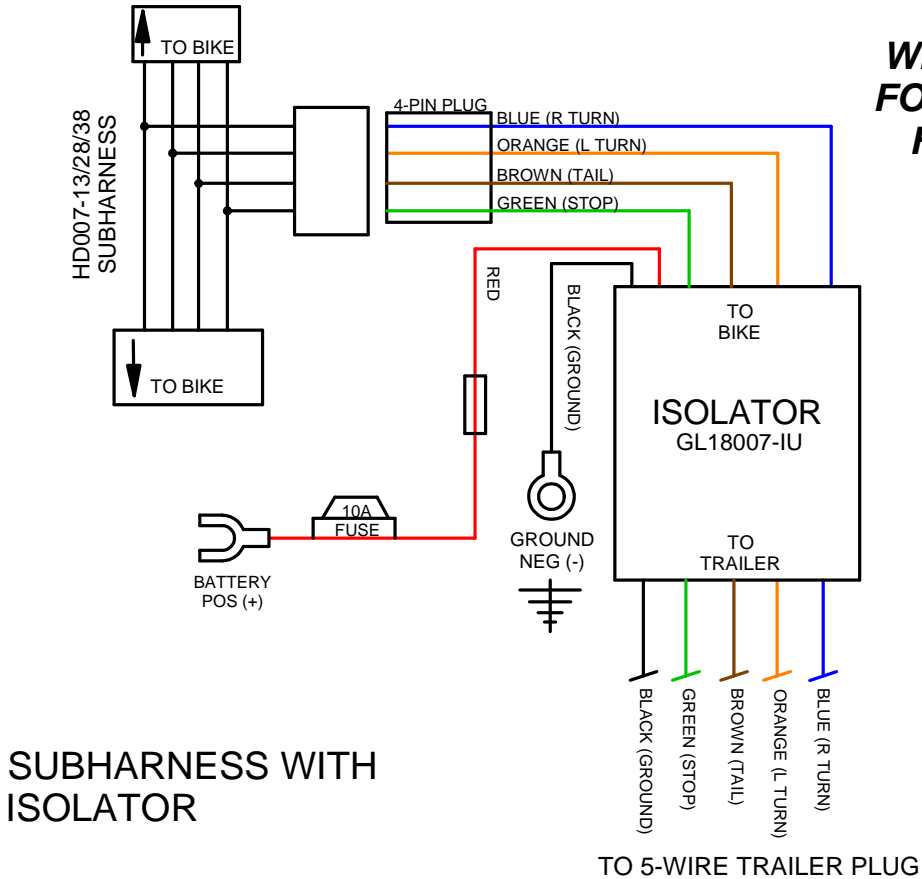 TO BIKE
HD007-13/28/38
SUBHARNESS
4-PIN PLUG
BLUE (R TURN)
ORANGE (L TURN)
BROWN (TAIL)
GREEN (STOP)
TO BIKE
RED
BLACK (GROUND)
TO
BIKE
ISOLATOR
GL18007-IU
10A
FUSE
BATTERY
POS (+)
GROUND
NEG (-)
TO
TRAILER
BLACK (GROUND)
GREEN (STOP)
BROWN (TAIL)
ORANGE (L TURN)
BLUE (R TURN)
SUBHARNESS WITH
ISOLATOR
TO 5-WIRE TRAILER PLUG